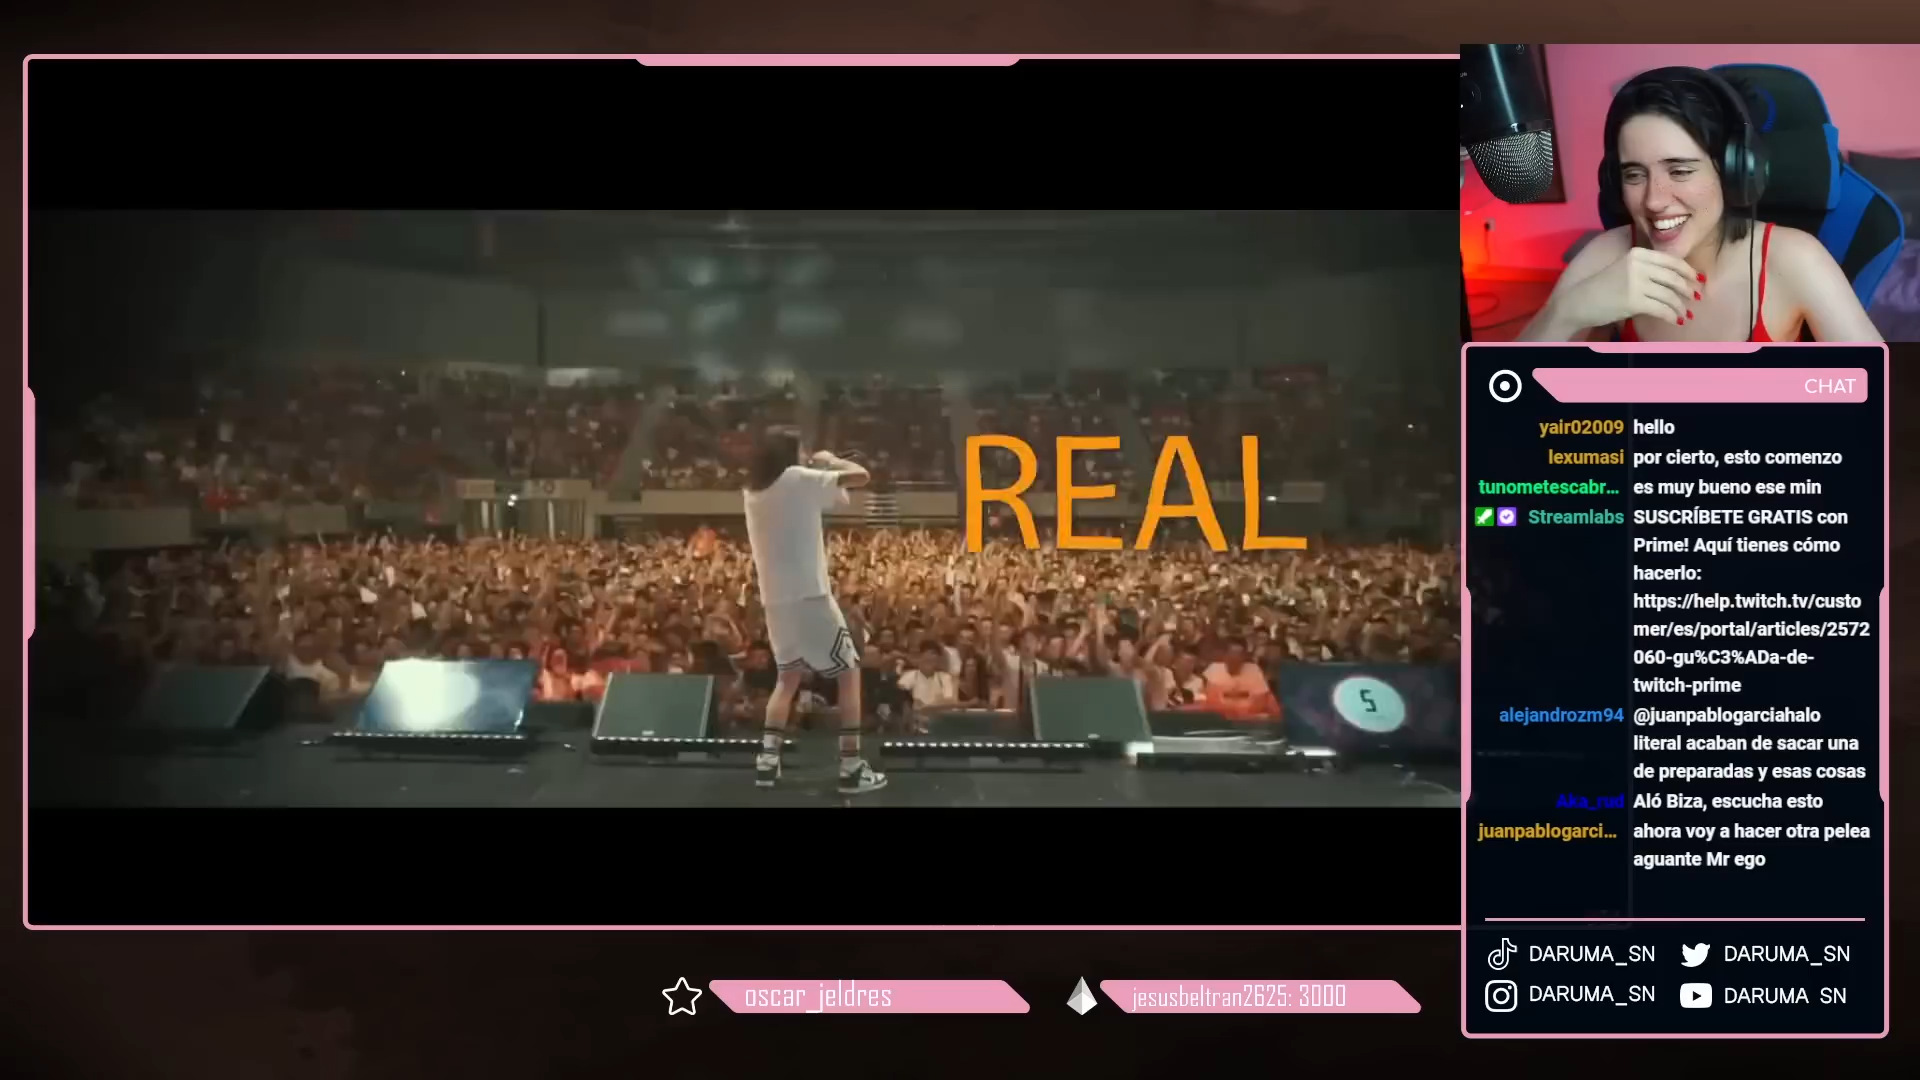 REAL
S
CHAT
yair02009 hello
lexumasi por cierto, esto comenzo
tunometescabr... es muy bueno ese min
Streamlabs SUSCRÍBETE GRATIS con
Prime! Aquí tienes cómo
hacerlo:
https://help.twitch.tv/custo
mer/es/portal/articles/2572
060-gu%C3%ADa-de-
twitch-prime
alejandrozm94 @juanpablogarciahalo
literal acaban de sacar una
de preparadas y esas cosas
Aka_rud Aló Biza, escucha esto
juanpablogarci... ahora voy a hacer otra pelea
aguante Mr ego
DARUMA_SN DARUMA_SN
DARUMA_SN DARUMA SN
oscar_jeldres
jesusbeltran2625: 3000